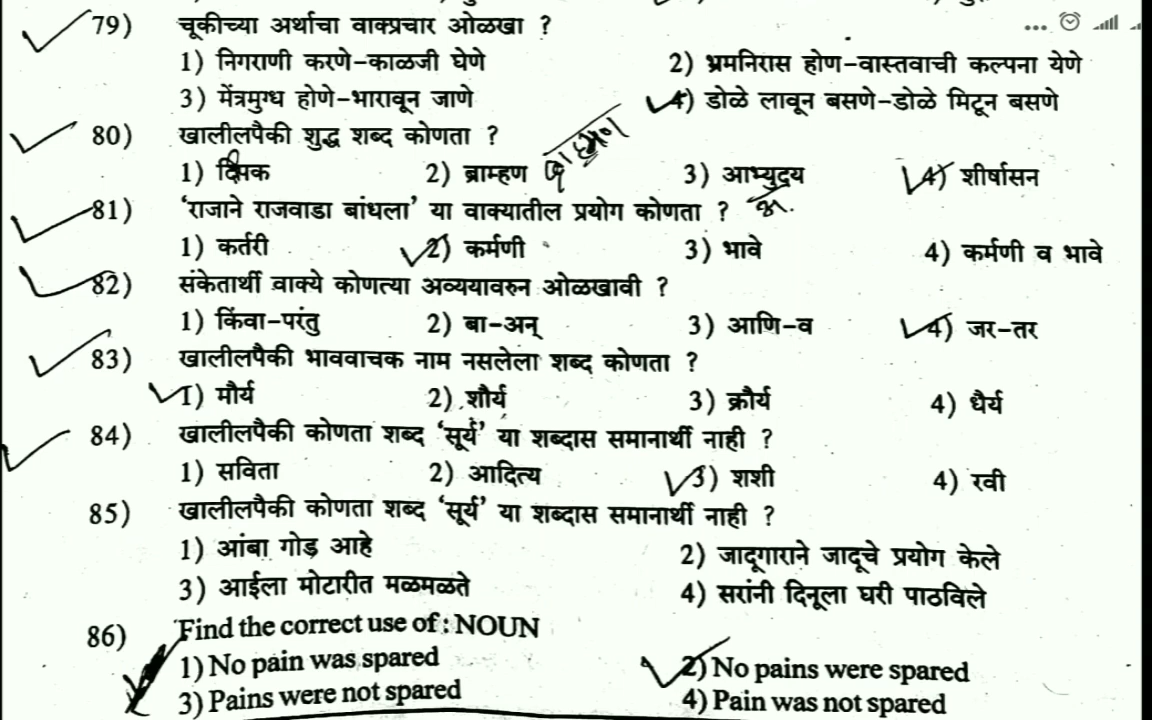 79) चूकीच्या अर्थाचा वाक्प्रचार ओळखा ?
1) निगराणी करणे-काळजी घेणे 2) भ्रमनिरास होण-वास्तवाची कल्पना येणे
3) मेंत्रमुग्ध होणे-भारावून जाणे 4) डोळे लावून बसणे-डोळे मिटून बसणे
80) खालीलपैकी शुद्ध शब्द कोणता ?
1) दिपक 2) ब्राम्हण 3) आभ्युद्रय 4) शीर्षासन
81) 'राजाने राजवाडा बांधला' या वाक्यातील प्रयोग कोणता ?
1) कर्तरी 2) कर्मणी 3) भावे 4) कर्मणी व भावे
82) संकेतार्थी वाक्ये कोणत्या अव्ययावरुन ओळखावी ?
1) किंवा-परंतु 2) बा-अन् 3) आणि-व 4) जर-तर
83) खालीलपैकी भाववाचक नाम नसलेला शब्द कोणता ?
1) मौर्य 2) शौर्य 3) क्रौर्य 4) धैर्य
84) खालीलपैकी कोणता शब्द 'सूर्य' या शब्दास समानार्थी नाही ?
1) सविता 2) आदित्य 3) शशी 4) रवी
85) खालीलपैकी कोणता शब्द 'सूर्य' या शब्दास समानार्थी नाही ?
1) आंबा गोड आहे 2) जादूगाराने जादूचे प्रयोग केले
3) आईला मोटारीत मळमळते 4) सरांनी दिनूला घरी पाठविले
86) Find the correct use of : NOUN
1) No pain was spared 2) No pains were spared
3) Pains were not spared 4) Pain was not spared